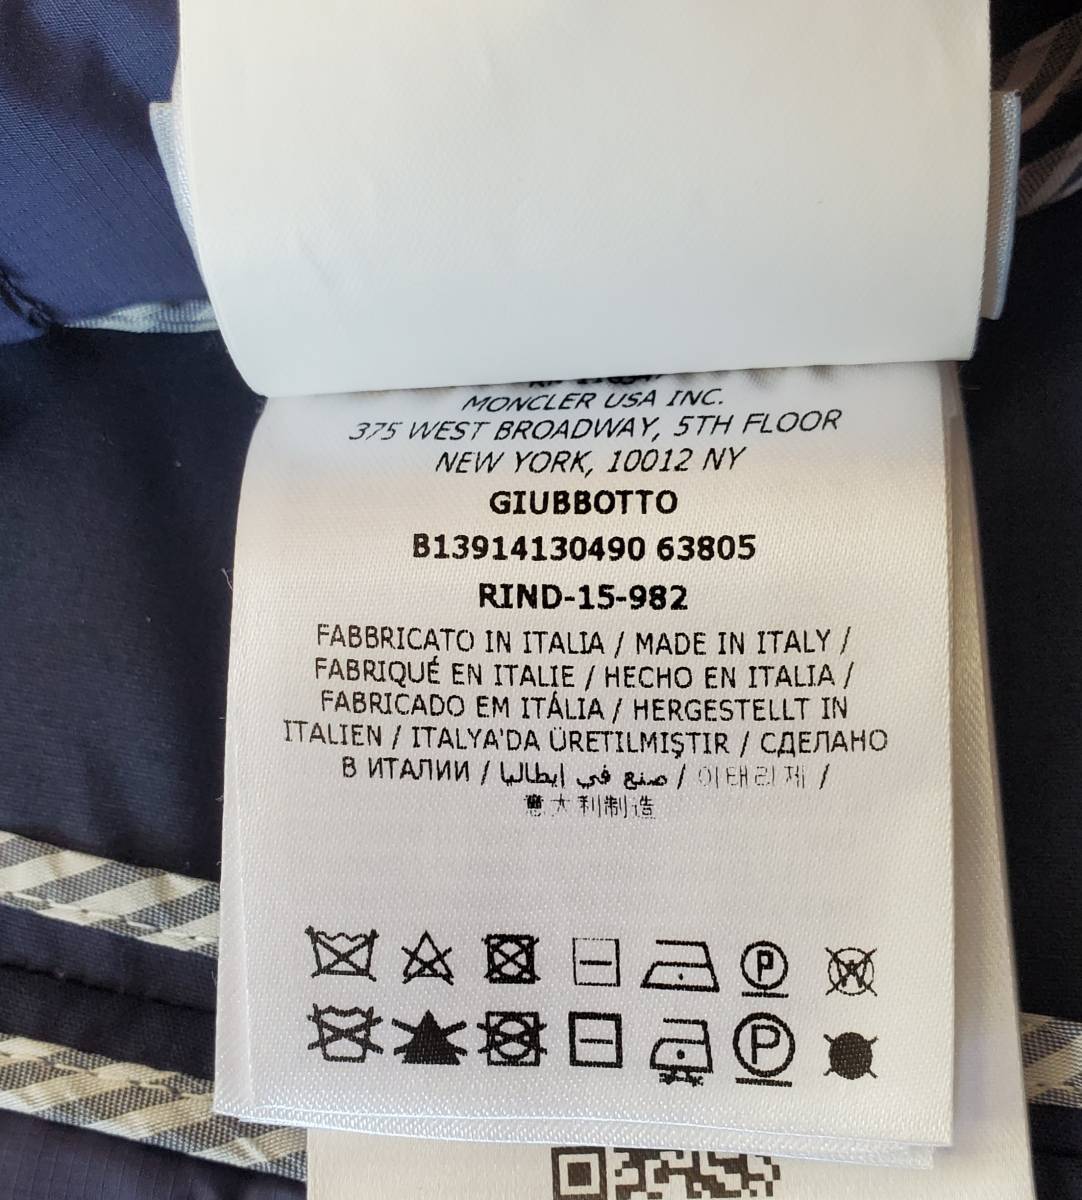 MONCLER USA INC.
375 WEST BROADWAY, 5TH FLOOR
NEW YORK, 10012 NY
GIUBBOTTO
B13914130490 63805
RIND-15-982
FABBRICATO IN ITALIA / MADE IN ITALY /
FABRIQUÉ EN ITALIE / HECHO EN ITALIA /
FABRICADO EM ITÁLIA / HERGESTELLT IN
ITALIEN / ITALYA'DA ÜRETILMIŞTIR / СДЕЛАНО
В ИТАЛИИ / صنع في إيطاليا / 이태리제 /
意大利制造
P W
P